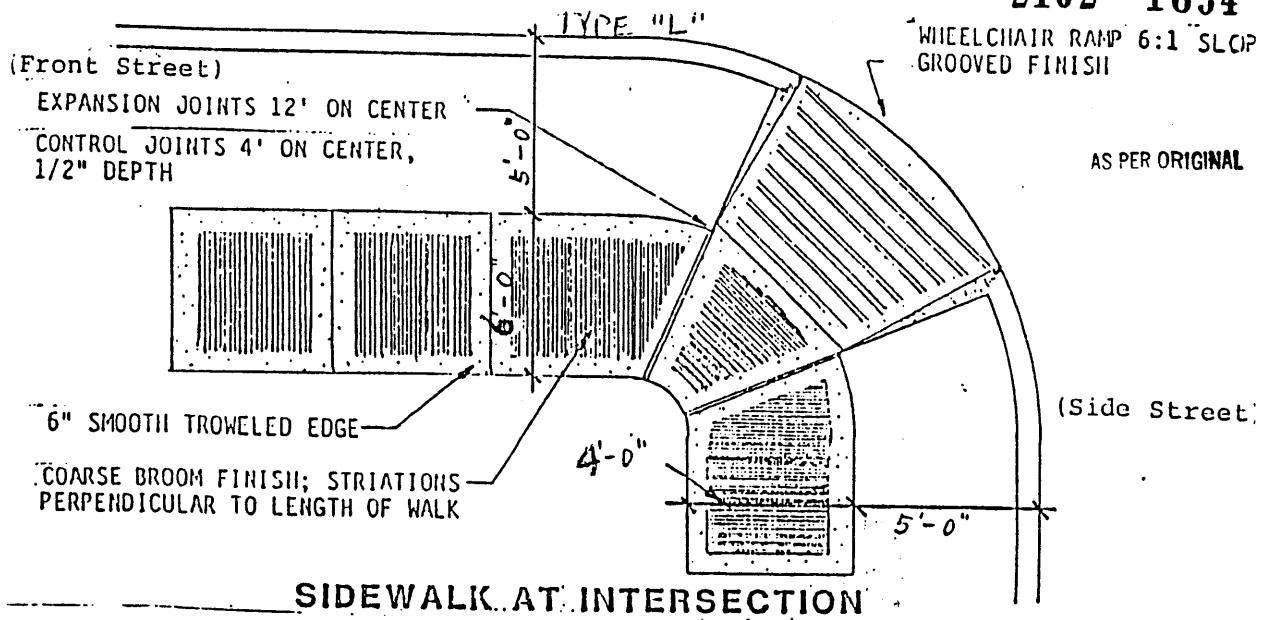 2102 1654
TYPE "L"
WHEELCHAIR RAMP 6:1 SLOP
GROOVED FINISH
(Front Street)
EXPANSION JOINTS 12' ON CENTER
CONTROL JOINTS 4' ON CENTER,
1/2" DEPTH
AS PER ORIGINAL
5'-0"
6'-0"
6" SMOOTH TROWELED EDGE
COARSE BROOM FINISH; STRIATIONS
PERPENDICULAR TO LENGTH OF WALK
4'-0"
(Side Street)
5'-0"
SIDEWALK AT INTERSECTION